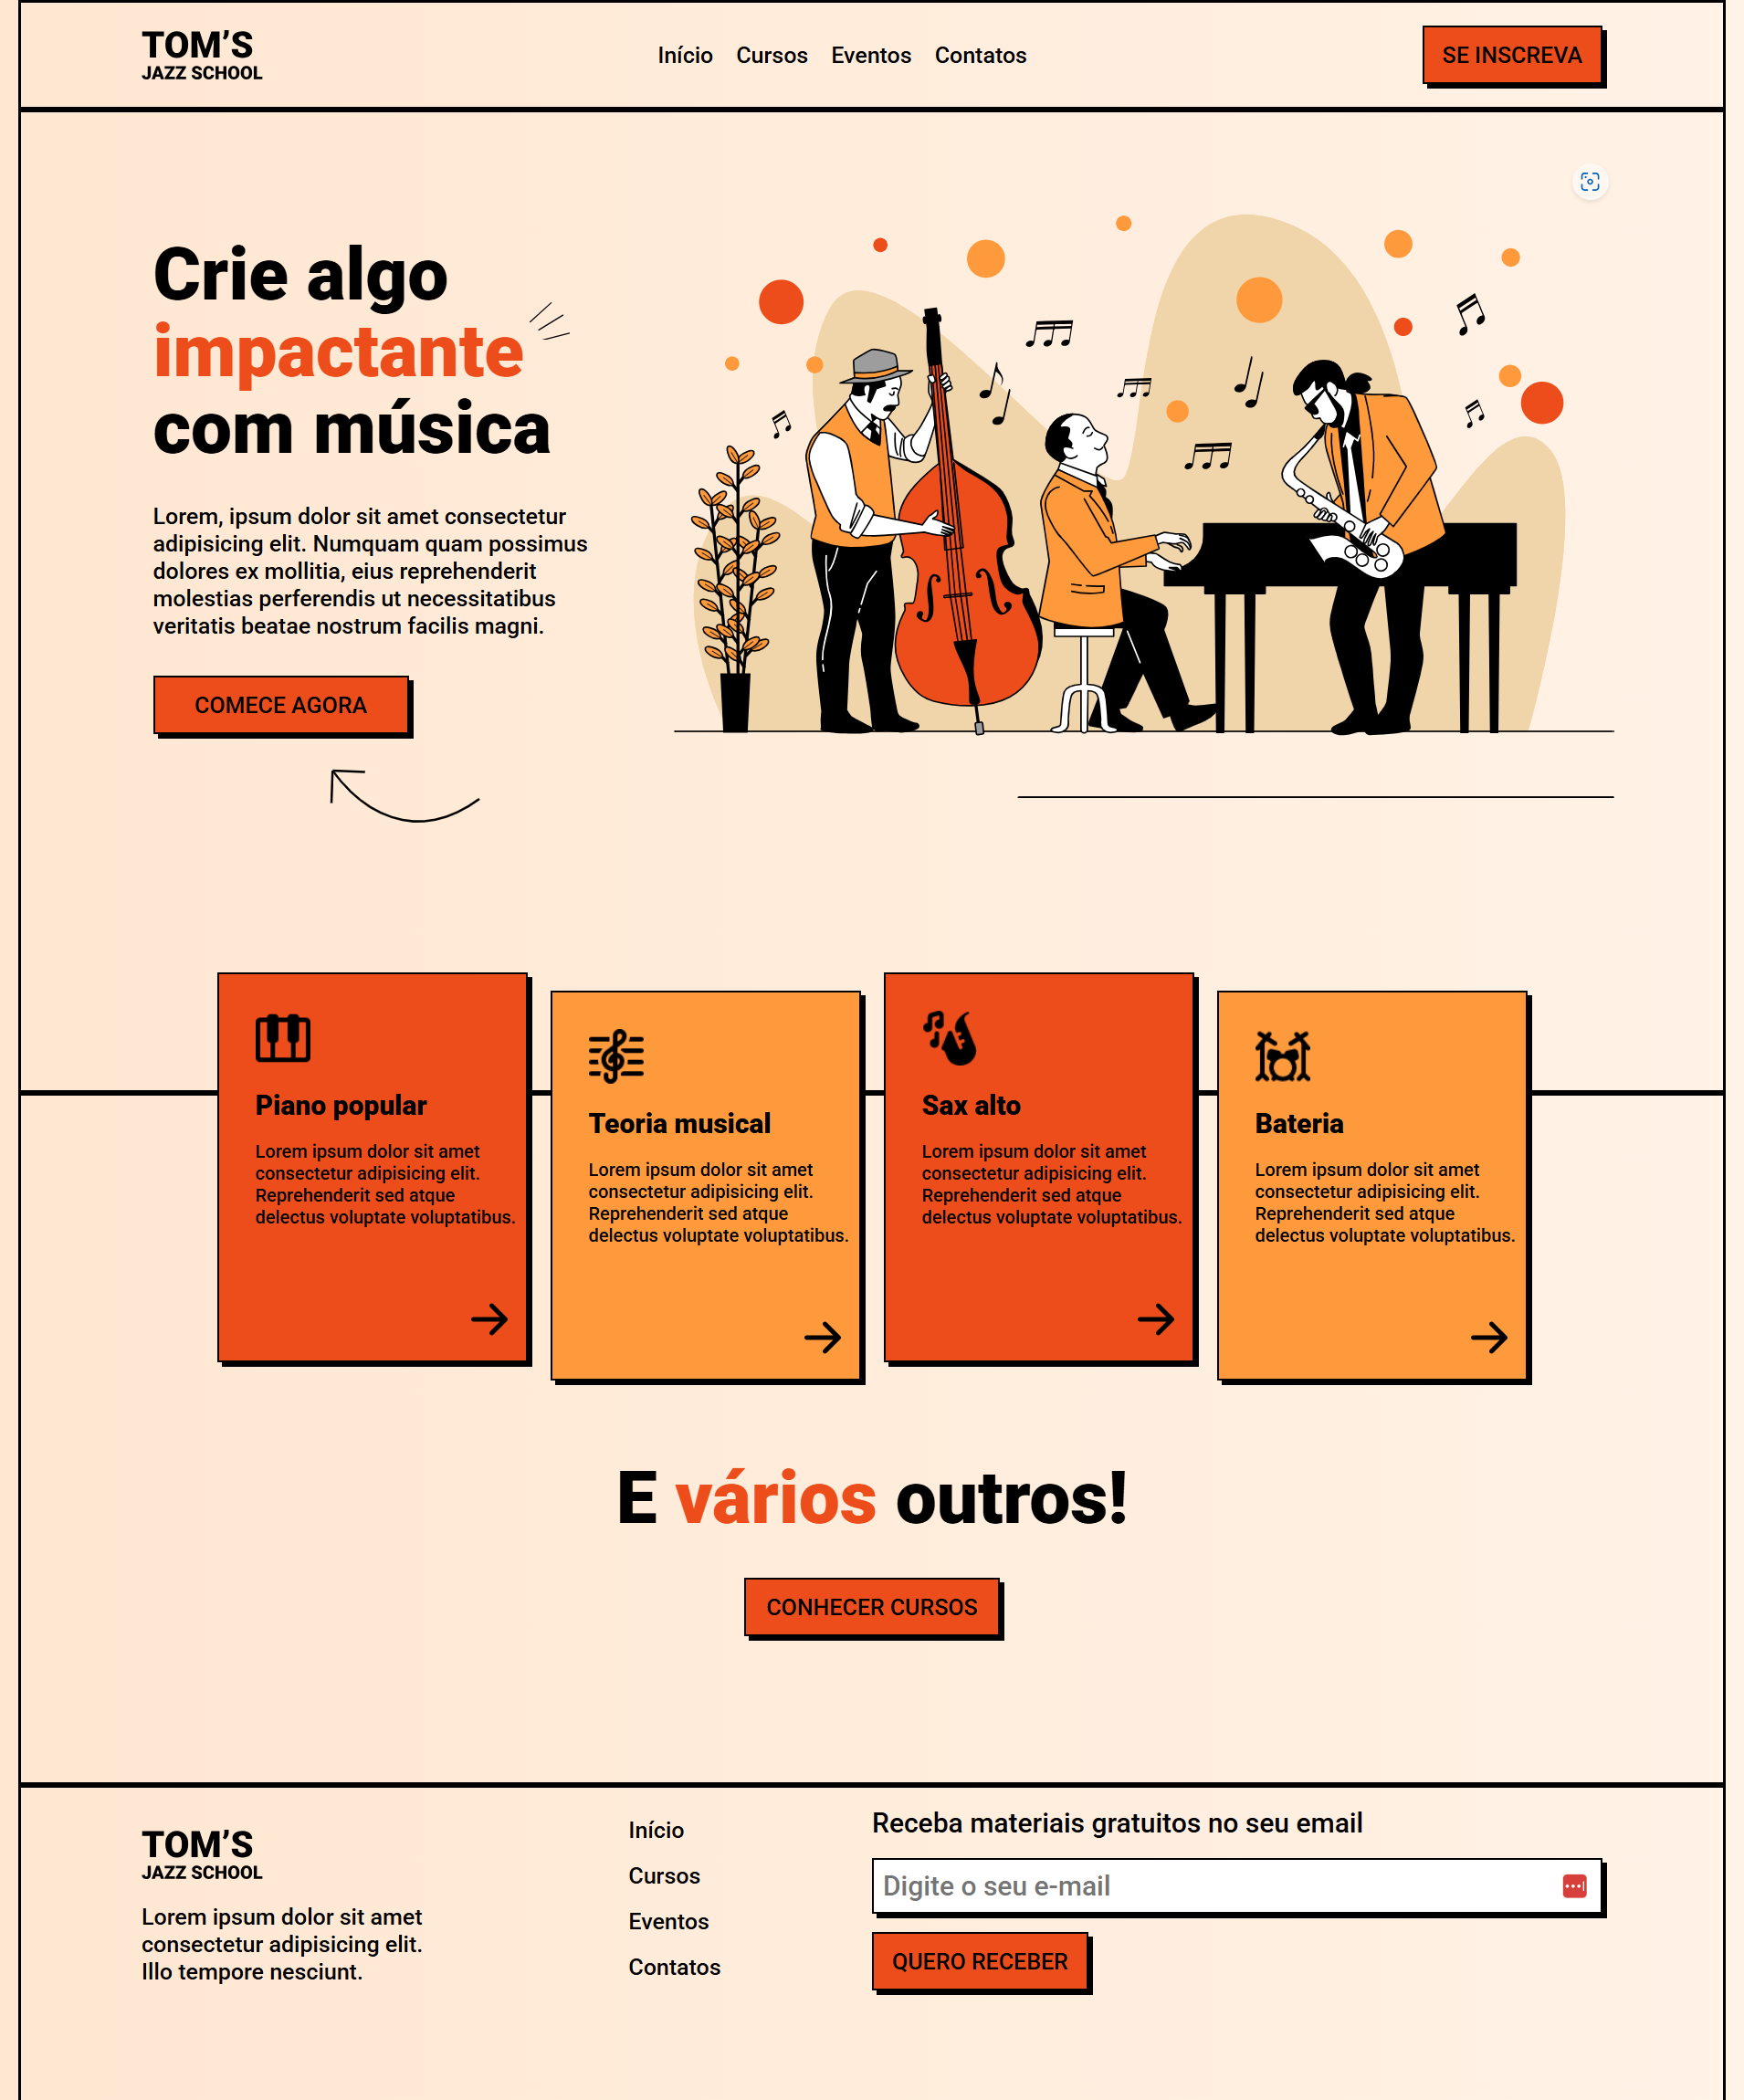 TOM'S
JAZZ SCHOOL
Início Cursos Eventos Contatos
SE INSCREVA
Crie algo
impactante
com música
Lorem, ipsum dolor sit amet consectetur
adipisicing elit. Numquam quam possimus
dolores ex mollitia, eius reprehenderit
molestias perferendis ut necessitatibus
veritatis beatae nostrum facilis magni.
COMECE AGORA
Piano popular
Lorem ipsum dolor sit amet
consectetur adipisicing elit.
Reprehenderit sed atque
delectus voluptate voluptatibus.
Teoria musical
Lorem ipsum dolor sit amet
consectetur adipisicing elit.
Reprehenderit sed atque
delectus voluptate voluptatibus.
Sax alto
Lorem ipsum dolor sit amet
consectetur adipisicing elit.
Reprehenderit sed atque
delectus voluptate voluptatibus.
Bateria
Lorem ipsum dolor sit amet
consectetur adipisicing elit.
Reprehenderit sed atque
delectus voluptate voluptatibus.
E vários outros!
CONHECER CURSOS
TOM'S
JAZZ SCHOOL
Lorem ipsum dolor sit amet
consectetur adipisicing elit.
Illo tempore nesciunt.
Início
Cursos
Eventos
Contatos
Receba materiais gratuitos no seu email
Digite o seu e-mail
QUERO RECEBER